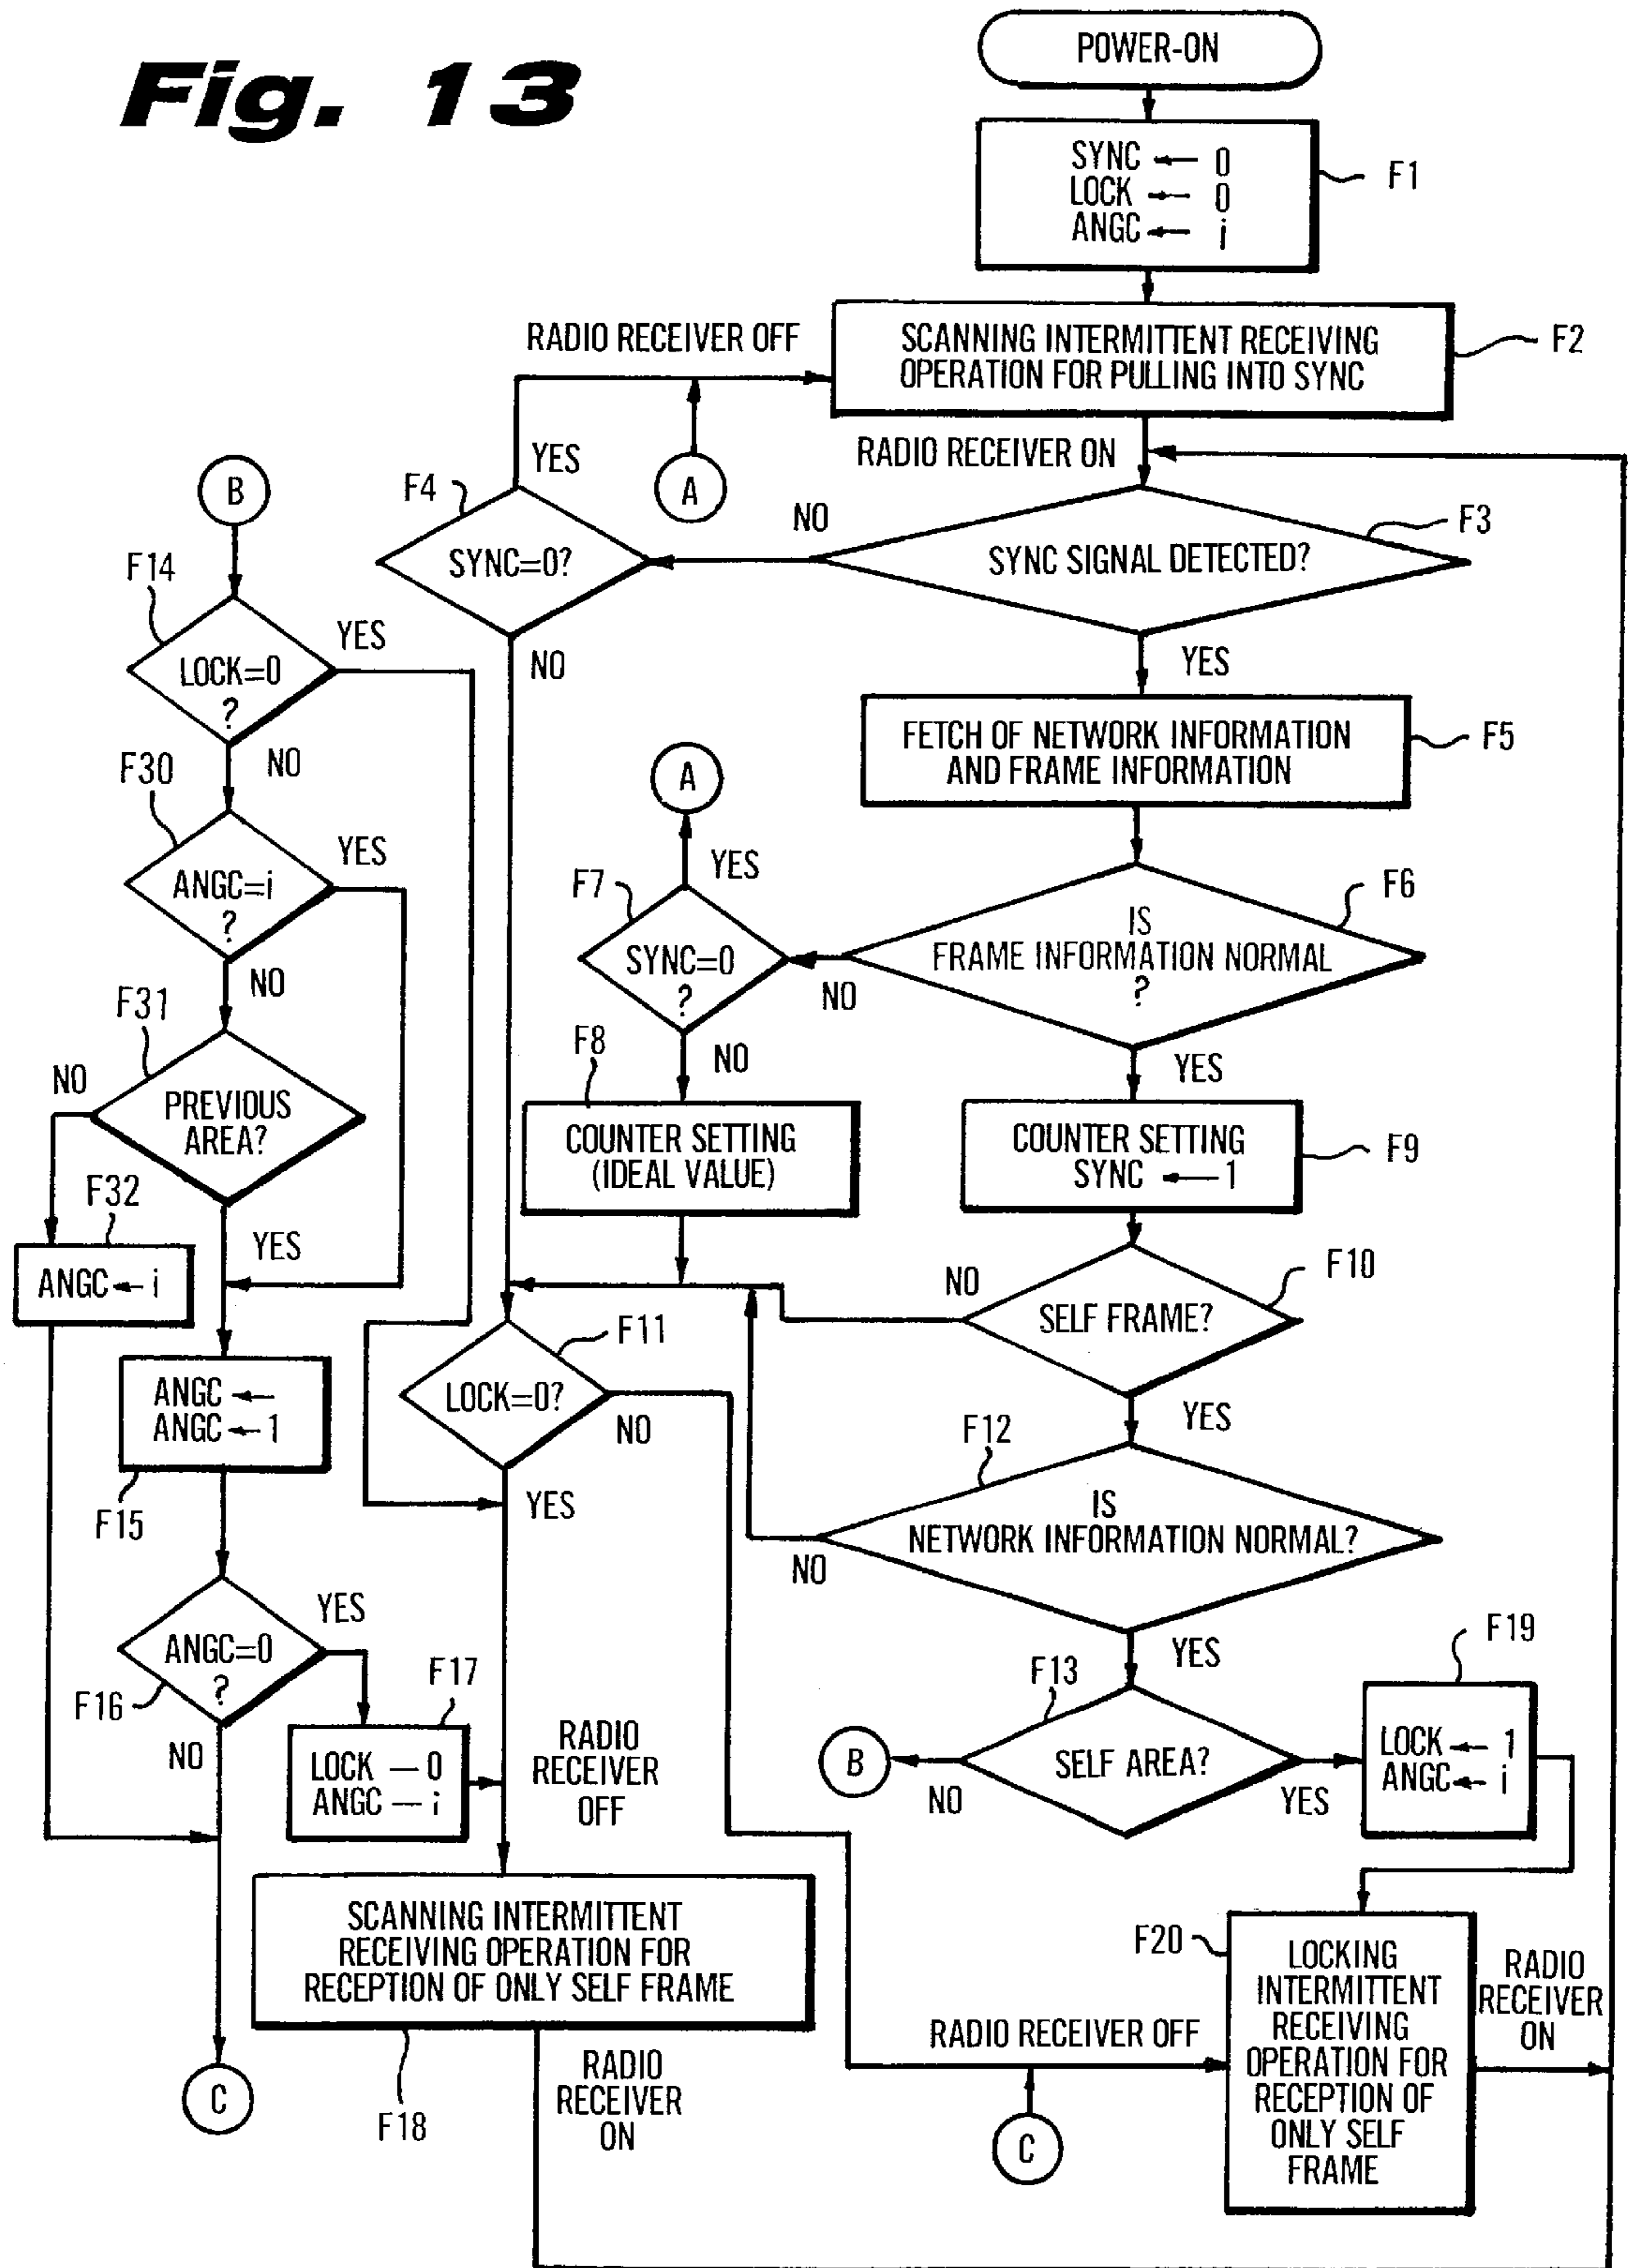 Fig. 13
POWER-ON
SYNC ← 0
LOCK ← 0
ANGC ← i
F1
RADIO RECEIVER OFF
SCANNING INTERMITTENT RECEIVING
OPERATION FOR PULLING INTO SYNC
F2
RADIO RECEIVER ON
A
B
F4
YES
SYNC=0?
NO
NO
SYNC SIGNAL DETECTED?
F3
YES
F14
LOCK=0
?
YES
NO
FETCH OF NETWORK INFORMATION
AND FRAME INFORMATION
F5
A
F30
ANGC=i
?
YES
NO
F7
YES
SYNC=0
?
NO
NO
IS
FRAME INFORMATION NORMAL
?
F6
YES
F31
NO
PREVIOUS
AREA?
YES
F8
COUNTER SETTING
(IDEAL VALUE)
COUNTER SETTING
SYNC ← 1
F9
F32
ANGC ← i
NO
SELF FRAME?
F10
YES
F11
LOCK=0?
NO
YES
ANGC ←
ANGC ← 1
F15
F12
IS
NETWORK INFORMATION NORMAL?
NO
YES
ANGC=0
?
YES
F16
NO
F17
LOCK — 0
ANGC — i
RADIO
RECEIVER
OFF
F13
B
SELF AREA?
NO
YES
F19
LOCK ← 1
ANGC ← i
SCANNING INTERMITTENT
RECEIVING OPERATION FOR
RECEPTION OF ONLY SELF FRAME
F18
RADIO
RECEIVER
ON
C
RADIO RECEIVER OFF
C
F20
LOCKING
INTERMITTENT
RECEIVING
OPERATION FOR
RECEPTION OF
ONLY SELF
FRAME
RADIO
RECEIVER
ON